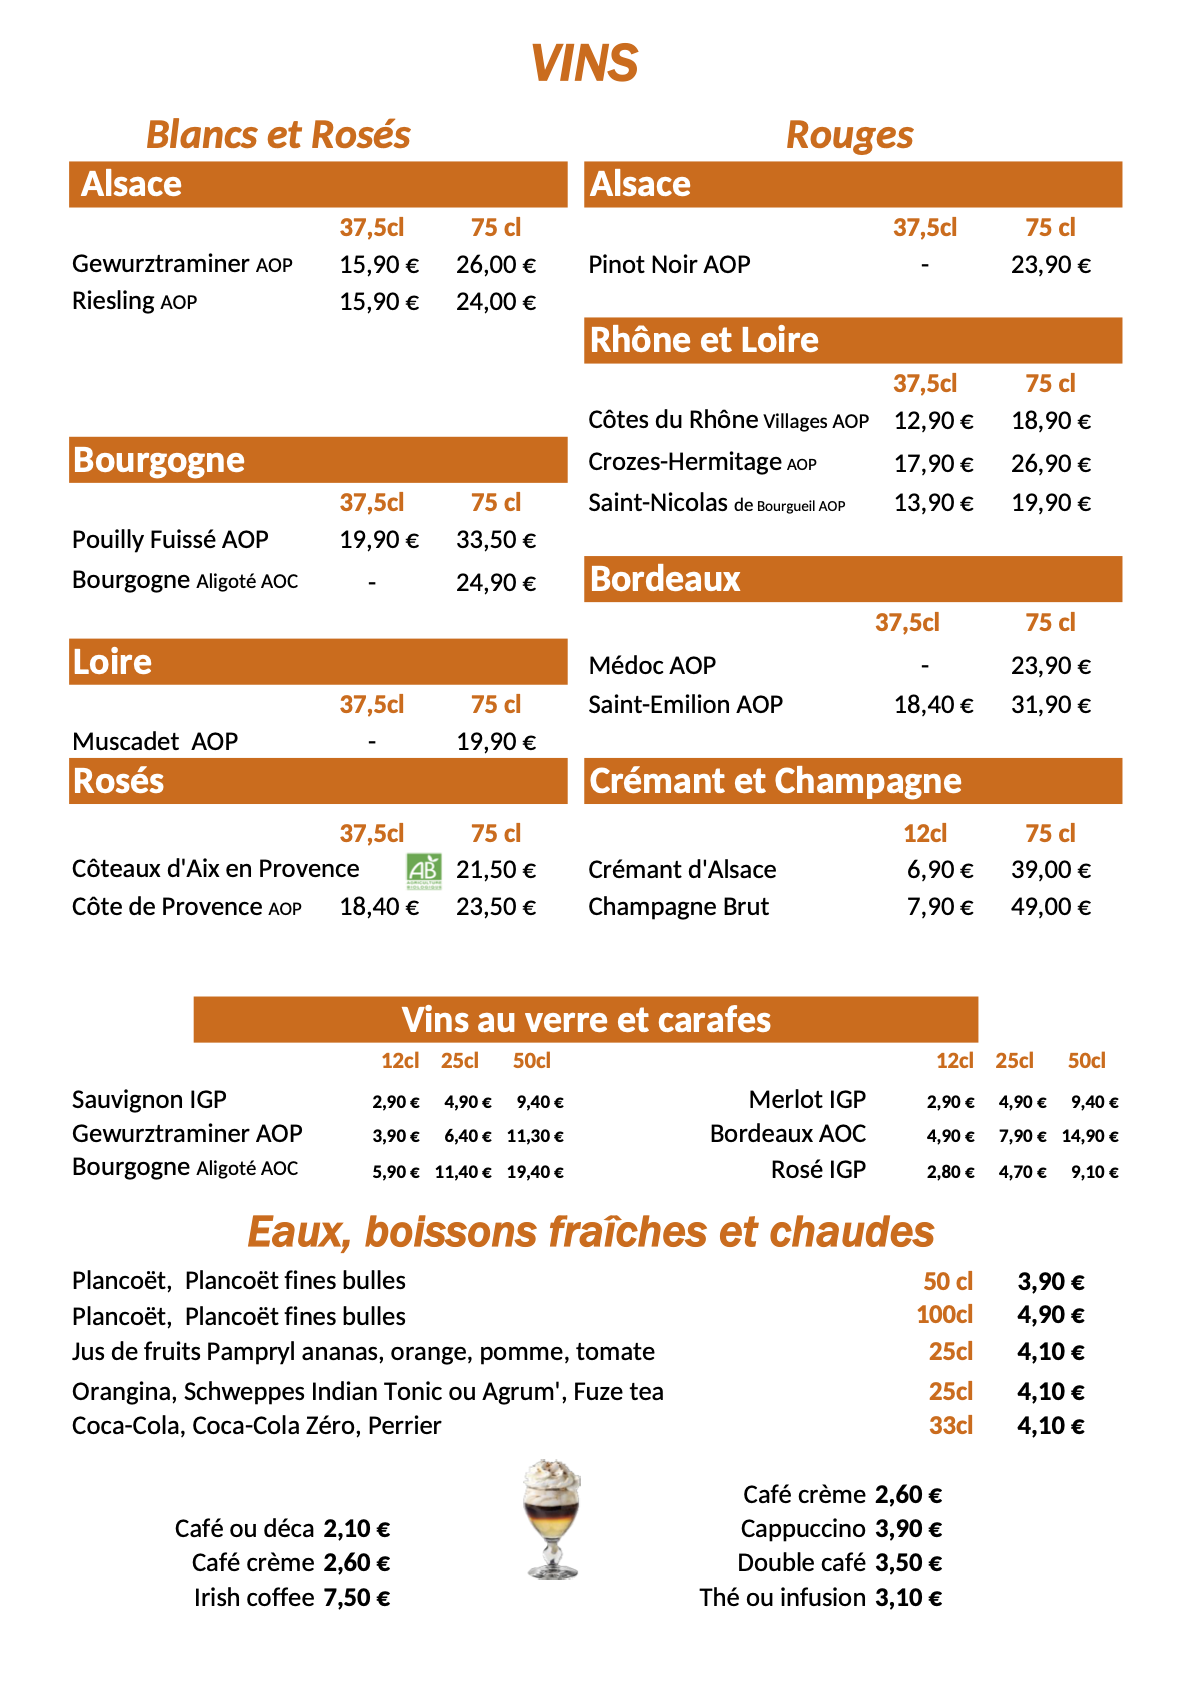 VINS
Blancs et Rosés
Alsace
37,5cl 75 cl
Gewurztraminer AOP 15,90 € 26,00 €
Riesling AOP 15,90 € 24,00 €
Bourgogne
37,5cl 75 cl
Pouilly Fuissé AOP 19,90 € 33,50 €
Bourgogne Aligoté AOC - 24,90 €
Loire
37,5cl 75 cl
Muscadet AOP - 19,90 €
Rosés
37,5cl 75 cl
Côteaux d'Aix en Provence AB 21,50 €
AGRICULTURE
BIOLOGIQUE
Côte de Provence AOP 18,40 € 23,50 €
Rouges
Alsace
37,5cl 75 cl
Pinot Noir AOP - 23,90 €
Rhône et Loire
37,5cl 75 cl
Côtes du Rhône Villages AOP 12,90 € 18,90 €
Crozes-Hermitage AOP 17,90 € 26,90 €
Saint-Nicolas de Bourgueil AOP 13,90 € 19,90 €
Bordeaux
37,5cl 75 cl
Médoc AOP - 23,90 €
Saint-Emilion AOP 18,40 € 31,90 €
Crémant et Champagne
12cl 75 cl
Crémant d'Alsace 6,90 € 39,00 €
Champagne Brut 7,90 € 49,00 €
Vins au verre et carafes
12cl 25cl 50cl
Sauvignon IGP 2,90 € 4,90 € 9,40 €
Gewurztraminer AOP 3,90 € 6,40 € 11,30 €
Bourgogne Aligoté AOC 5,90 € 11,40 € 19,40 €
12cl 25cl 50cl
Merlot IGP 2,90 € 4,90 € 9,40 €
Bordeaux AOC 4,90 € 7,90 € 14,90 €
Rosé IGP 2,80 € 4,70 € 9,10 €
Eaux, boissons fraîches et chaudes
Plancoët, Plancoët fines bulles 50 cl 3,90 €
Plancoët, Plancoët fines bulles 100cl 4,90 €
Jus de fruits Pampryl ananas, orange, pomme, tomate 25cl 4,10 €
Orangina, Schweppes Indian Tonic ou Agrum', Fuze tea 25cl 4,10 €
Coca-Cola, Coca-Cola Zéro, Perrier 33cl 4,10 €
Café ou déca 2,10 €
Café crème 2,60 €
Irish coffee 7,50 €
Café crème 2,60 €
Cappuccino 3,90 €
Double café 3,50 €
Thé ou infusion 3,10 €